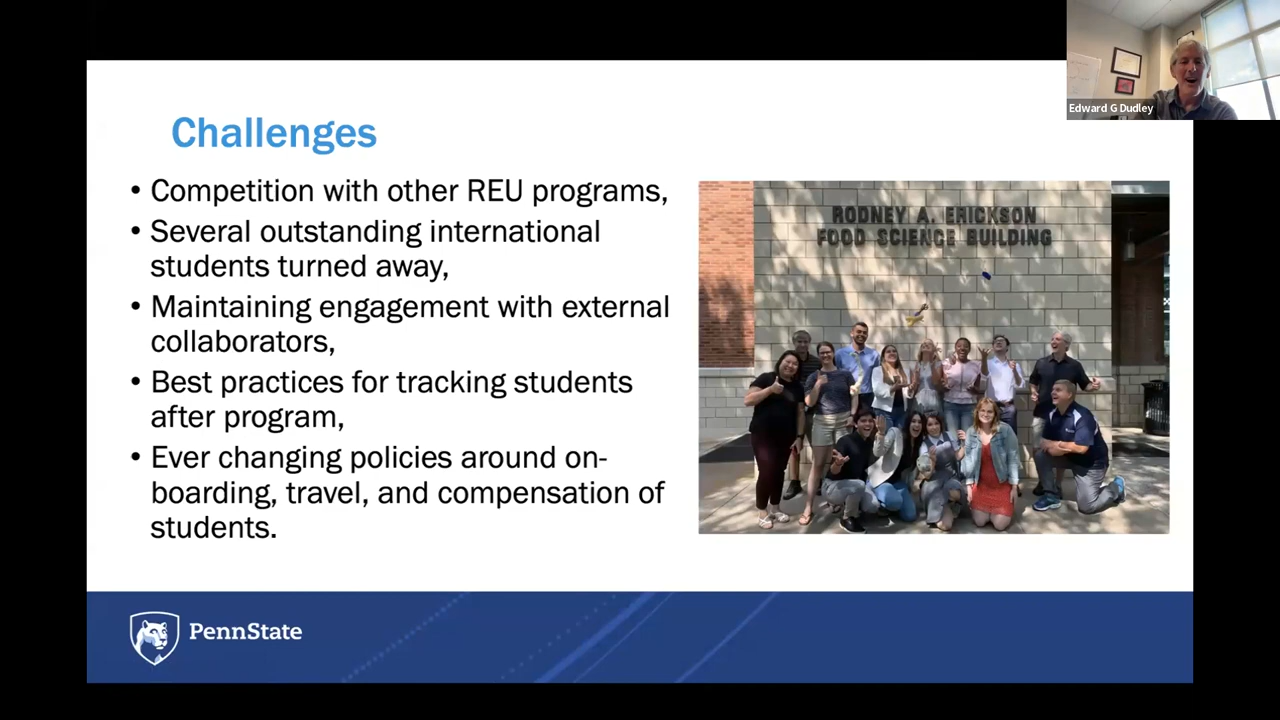 Edward G Dudley
Challenges
• Competition with other REU programs,
• Several outstanding international
students turned away,
• Maintaining engagement with external
collaborators,
• Best practices for tracking students
after program,
• Ever changing policies around on-
boarding, travel, and compensation of
students.
RODNEY A. ERICKSON
FOOD SCIENCE BUILDING
PennState